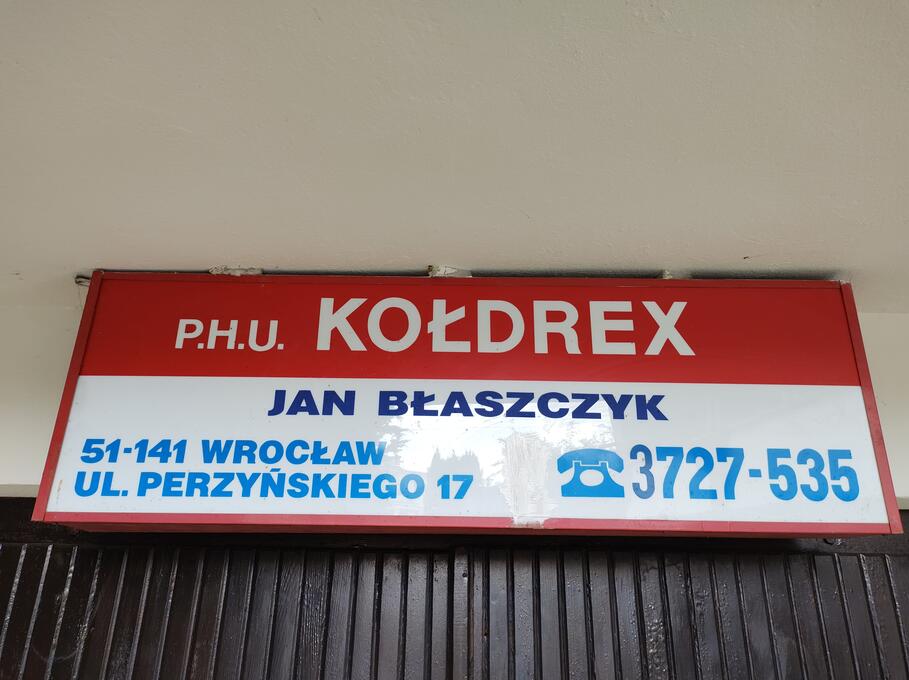 P.H.U. KOŁDREX
JAN BŁASZCZYK
51-141 WROCŁAW
UL. PERZYŃSKIEGO 17
☎3727-535